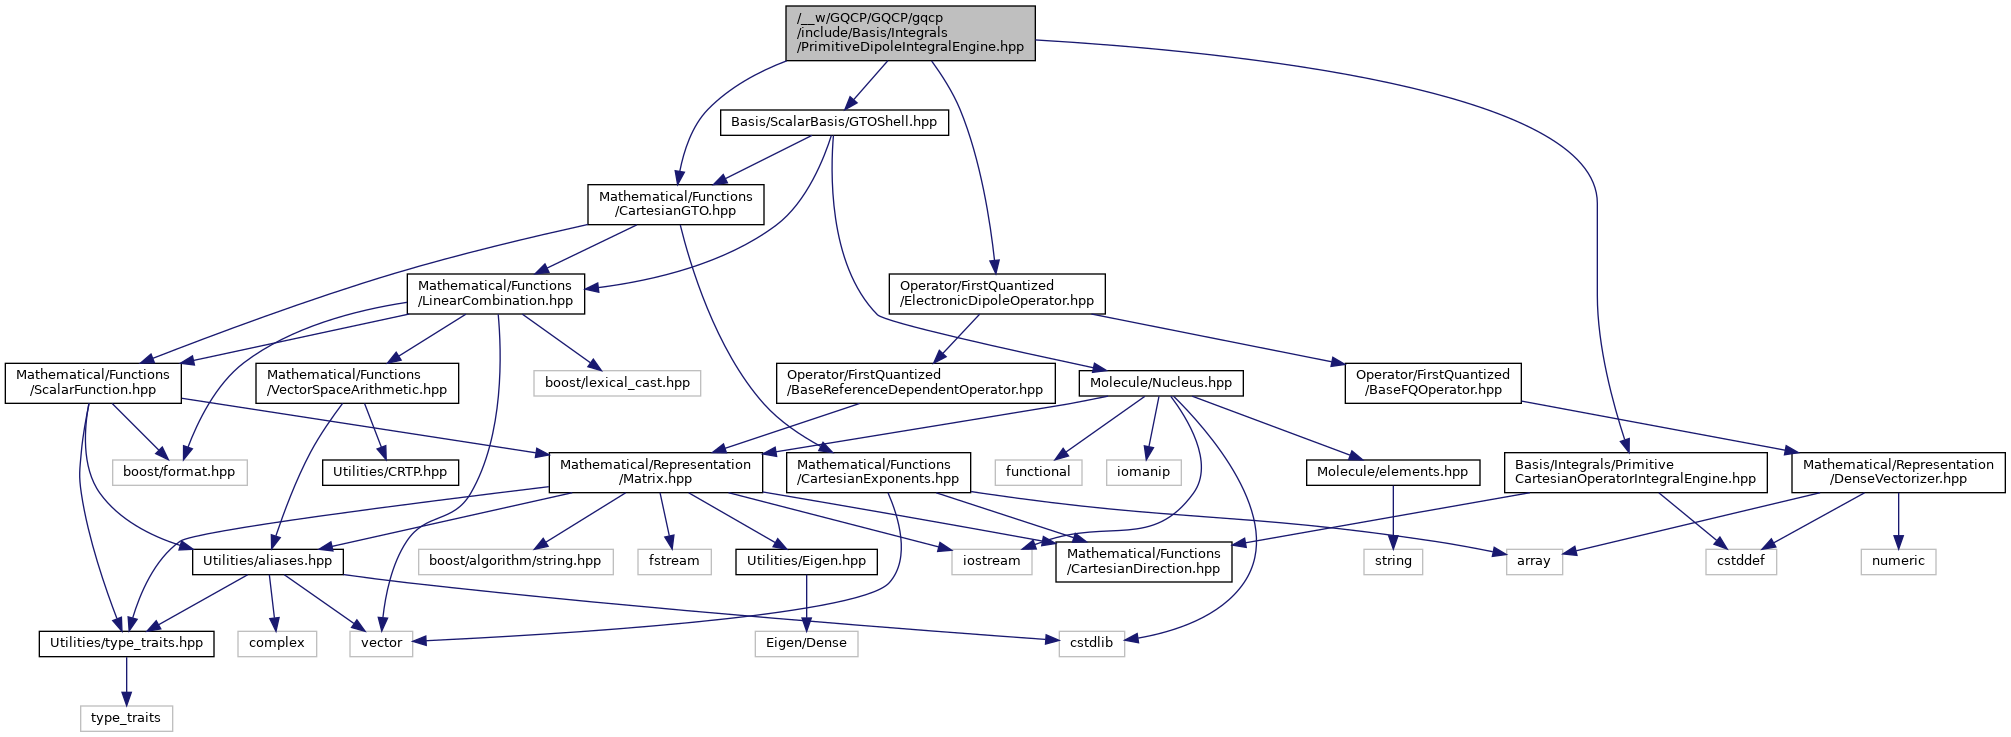 /__w/GQCP/GQCP/gqcp
/include/Basis/Integrals
/PrimitiveDipoleIntegralEngine.hpp
Basis/ScalarBasis/GTOShell.hpp
Mathematical/Functions
/CartesianGTO.hpp
Mathematical/Functions
/LinearCombination.hpp
Operator/FirstQuantized
/ElectronicDipoleOperator.hpp
Mathematical/Functions
/ScalarFunction.hpp
Mathematical/Functions
/VectorSpaceArithmetic.hpp
boost/lexical_cast.hpp
Operator/FirstQuantized
/BaseReferenceDependentOperator.hpp
Molecule/Nucleus.hpp
Operator/FirstQuantized
/BaseFQOperator.hpp
boost/format.hpp
Utilities/CRTP.hpp
Mathematical/Representation
/Matrix.hpp
Mathematical/Functions
/CartesianExponents.hpp
functional
iomanip
Molecule/elements.hpp
Basis/Integrals/Primitive
CartesianOperatorIntegralEngine.hpp
Mathematical/Representation
/DenseVectorizer.hpp
Utilities/aliases.hpp
boost/algorithm/string.hpp
fstream
Utilities/Eigen.hpp
iostream
Mathematical/Functions
/CartesianDirection.hpp
string
array
cstddef
numeric
Utilities/type_traits.hpp
complex
vector
Eigen/Dense
cstdlib
type_traits